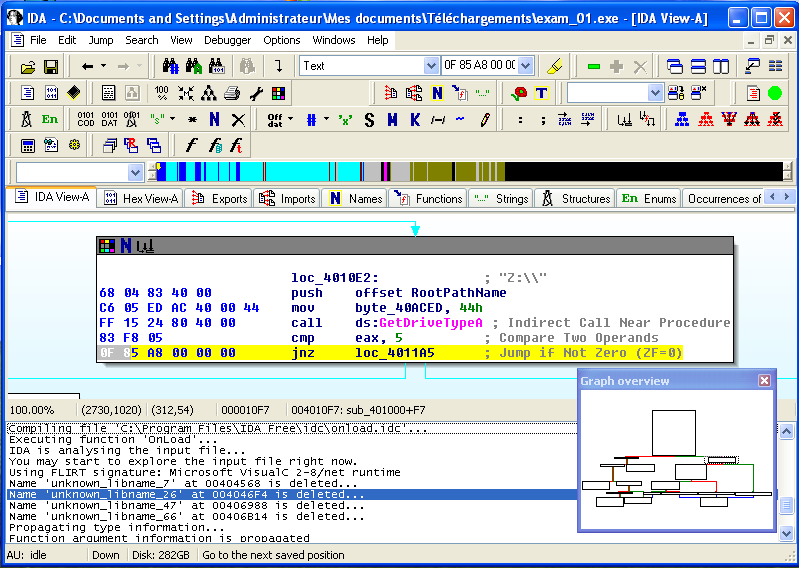 IDA - C:\Documents and Settings\Administrateur\Mes documents\Téléchargements\exam_01.exe - [IDA View-A]
File Edit Jump Search View Debugger Options Windows Help
Text 0F 85 A8 00 00
En 0101 COD 0101 DAT "s" * N X Off dat # 'x' S M K ~ : ;
IDA View-A Hex View-A Exports Imports N Names Functions Strings Structures En Enums Occurrences of
loc_4010E2: ; "Z:\\"
68 04 83 40 00 push offset RootPathName
C6 05 ED AC 40 00 44 mov byte_40ACED, 44h
FF 15 24 80 40 00 call ds:GetDriveTypeA ; Indirect Call Near Procedure
83 F8 05 cmp eax, 5 ; Compare Two Operands
0F 85 A8 00 00 00 jnz loc_4011A5 ; Jump if Not Zero (ZF=0)
Graph overview
100.00% (2730,1020) (312,54) 000010F7 004010F7: sub_401000+F7
Compiling file 'C:\Program Files\IDA Free\idc\onload.idc'...
Executing function 'OnLoad'...
IDA is analysing the input file...
You may start to explore the input file right now.
Using FLIRT signature: Microsoft VisualC 2-8/net runtime
Name 'unknown_libname_7' at 00404568 is deleted...
Name 'unknown_libname_26' at 004046F4 is deleted...
Name 'unknown_libname_47' at 00406988 is deleted...
Name 'unknown_libname_66' at 00406B14 is deleted...
Propagating type information...
Function argument information is propagated
AU: idle Down Disk: 282GB Go to the next saved position